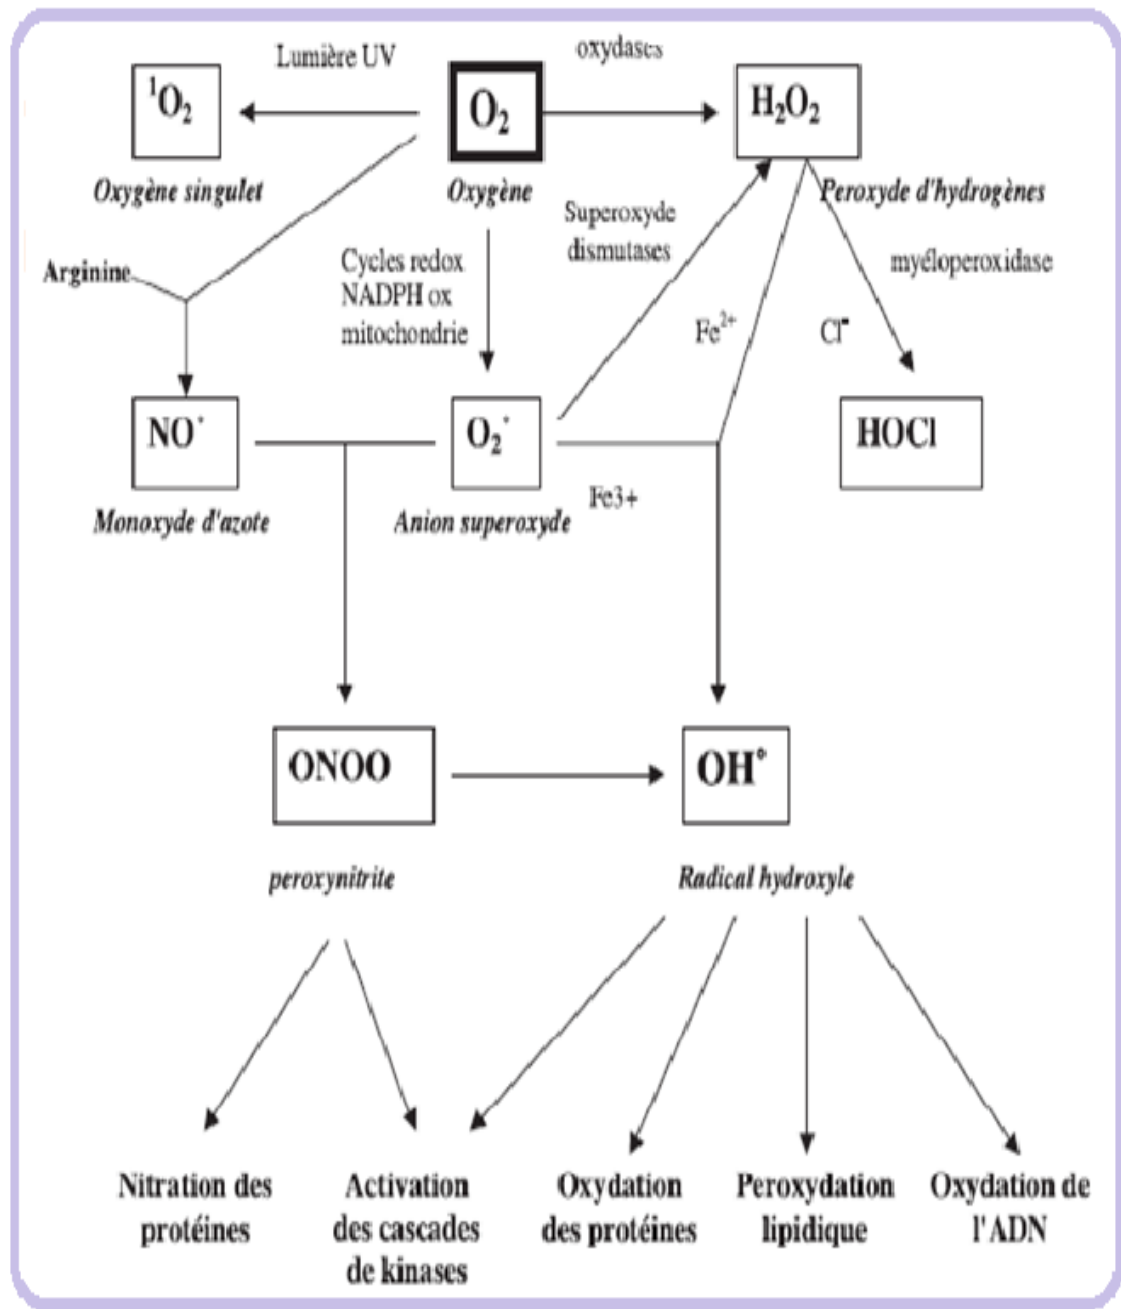 Lumière UV
oxydases
¹O₂
O₂
H₂O₂
Oxygène singulet
Oxygène
Peroxyde d'hydrogènes
Superoxyde
dismutases
Arginine
Cycles redox
NADPH ox
mitochondrie
myéloperoxidase
Fe²⁺
Cl⁻
NO°
O₂°
HOCl
Monoxyde d'azote
Anion superoxyde
Fe3+
ONOO
OH°
peroxynitrite
Radical hydroxyle
Nitration des
protéines
Activation
des cascades
de kinases
Oxydation
des protéines
Peroxydation
lipidique
Oxydation de
l'ADN